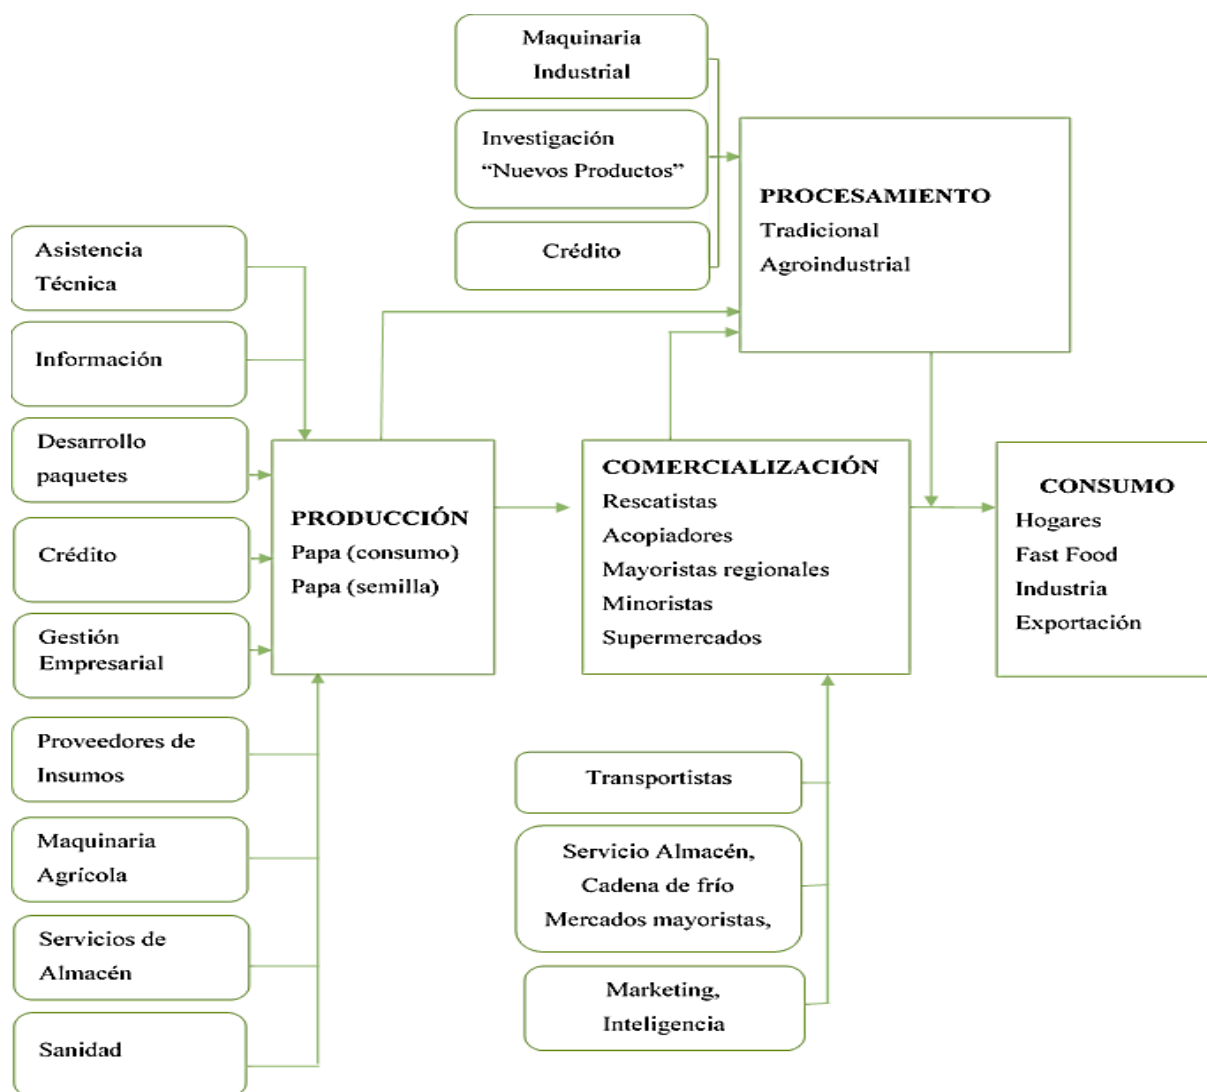 Maquinaria
Industrial
Investigación
“Nuevos Productos”
Crédito
PROCESAMIENTO
Tradicional
Agroindustrial
Asistencia
Técnica
Información
Desarrollo
paquetes
Crédito
Gestión
Empresarial
Proveedores de
Insumos
Maquinaria
Agrícola
Servicios de
Almacén
Sanidad
PRODUCCIÓN
Papa (consumo)
Papa (semilla)
COMERCIALIZACIÓN
Rescatistas
Acopiadores
Mayoristas regionales
Minoristas
Supermercados
CONSUMO
Hogares
Fast Food
Industria
Exportación
Transportistas
Servicio Almacén,
Cadena de frío
Mercados mayoristas,
Marketing,
Inteligencia